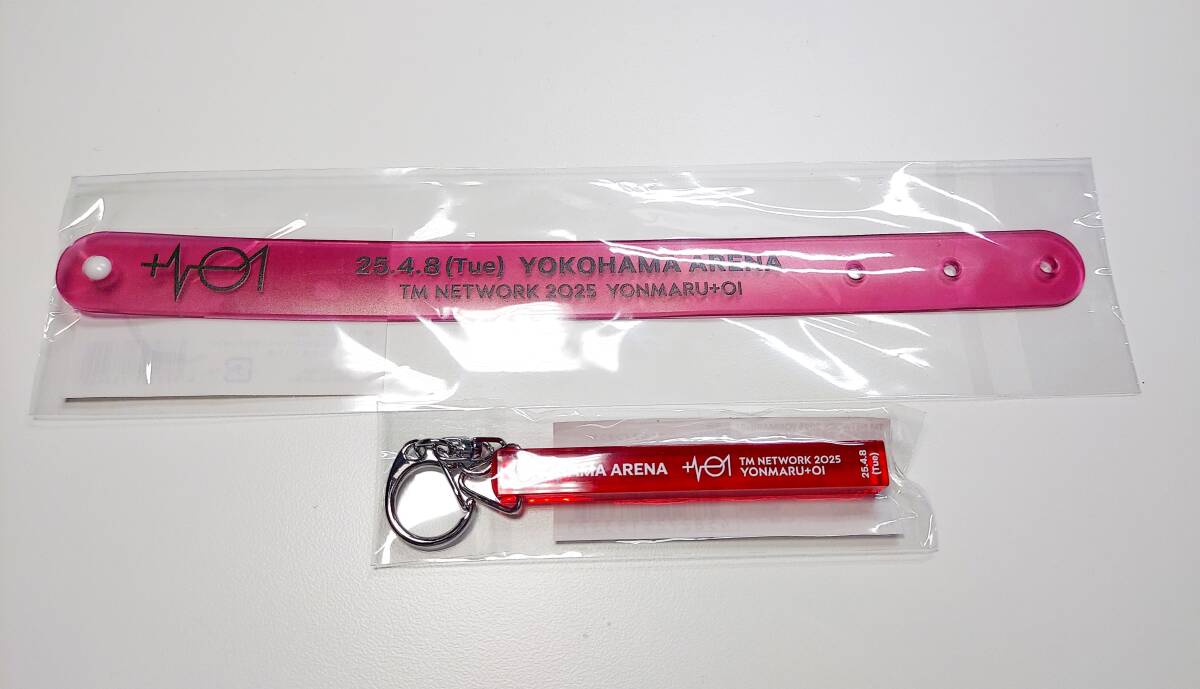 25.4.8 (Tue) YOKOHAMA ARENA
TM NETWORK 2025 YONMARU+01
HAMA ARENA
TM NETWORK 2025
YONMARU+01
25.4.8
(Tue)